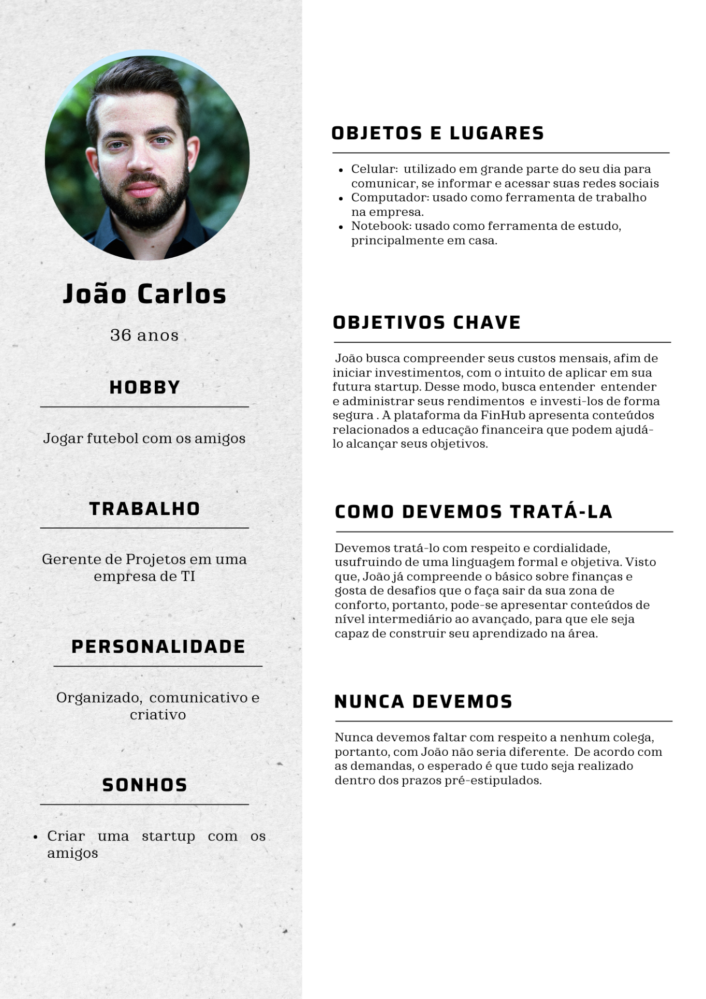 João Carlos
36 anos
HOBBY
Jogar futebol com os amigos
TRABALHO
Gerente de Projetos em uma
empresa de TI
PERSONALIDADE
Organizado,  comunicativo e
criativo
SONHOS
• Criar uma startup com os
amigos
OBJETOS E LUGARES
• Celular:  utilizado em grande parte do seu dia para
comunicar, se informar e acessar suas redes sociais
• Computador: usado como ferramenta de trabalho
na empresa.
• Notebook: usado como ferramenta de estudo,
principalmente em casa.
OBJETIVOS CHAVE
João busca compreender seus custos mensais, afim de
iniciar investimentos, com o intuito de aplicar em sua
futura startup. Desse modo, busca entender  entender
e administrar seus rendimentos  e investi-los de forma
segura . A plataforma da FinHub apresenta conteúdos
relacionados a educação financeira que podem ajudá-
lo alcançar seus objetivos.
COMO DEVEMOS TRATÁ-LA
Devemos tratá-lo com respeito e cordialidade,
usufruindo de uma linguagem formal e objetiva. Visto
que, João já compreende o básico sobre finanças e
gosta de desafios que o faça sair da sua zona de
conforto, portanto, pode-se apresentar conteúdos de
nível intermediário ao avançado, para que ele seja
capaz de construir seu aprendizado na área.
NUNCA DEVEMOS
Nunca devemos faltar com respeito a nenhum colega,
portanto, com João não seria diferente.  De acordo com
as demandas, o esperado é que tudo seja realizado
dentro dos prazos pré-estipulados.